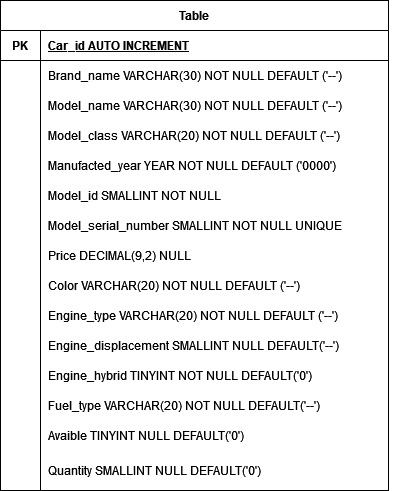 Table
PK Car_id AUTO INCREMENT
Brand_name VARCHAR(30) NOT NULL DEFAULT ('--')
Model_name VARCHAR(30) NOT NULL DEFAULT ('--')
Model_class VARCHAR(20) NOT NULL DEFAULT ('--')
Manufacted_year YEAR NOT NULL DEFAULT ('0000')
Model_id SMALLINT NOT NULL
Model_serial_number SMALLINT NOT NULL UNIQUE
Price DECIMAL(9,2) NULL
Color VARCHAR(20) NOT NULL DEFAULT ('--')
Engine_type VARCHAR(20) NOT NULL DEFAULT ('--')
Engine_displacement SMALLINT NULL DEFAULT('--')
Engine_hybrid TINYINT NOT NULL DEFAULT('0')
Fuel_type VARCHAR(20) NOT NULL DEFAULT('--')
Avaible TINYINT NULL DEFAULT('0')
Quantity SMALLINT NULL DEFAULT('0')